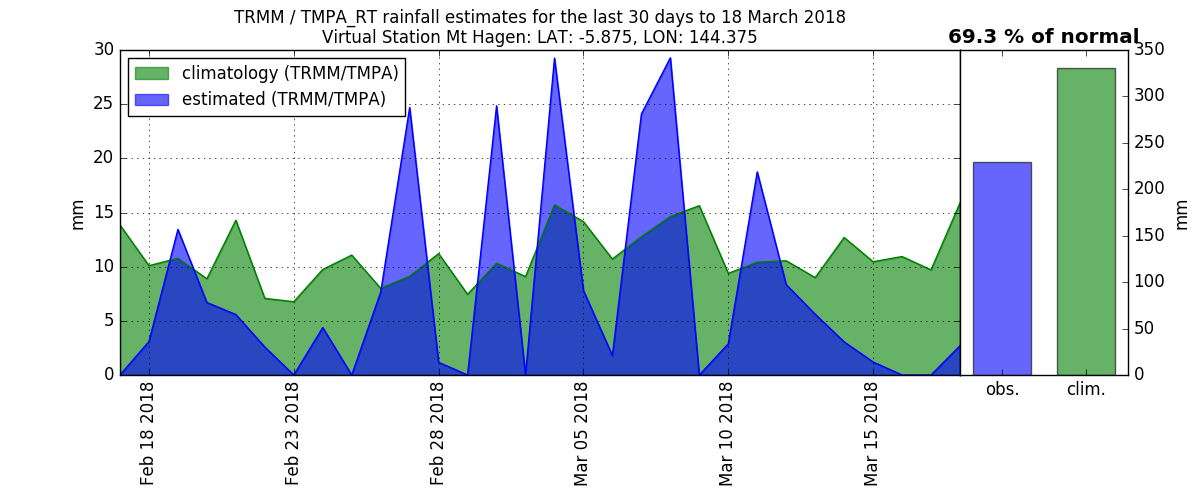 TRMM / TMPA_RT rainfall estimates for the last 30 days to 18 March 2018
Virtual Station Mt Hagen: LAT: -5.875, LON: 144.375
69.3 % of normal
climatology (TRMM/TMPA)
estimated (TRMM/TMPA)
30
25
20
15
10
5
0
mm
Feb 18 2018
Feb 23 2018
Feb 28 2018
Mar 05 2018
Mar 10 2018
Mar 15 2018
350
300
250
200
150
100
50
0
mm
obs.
clim.